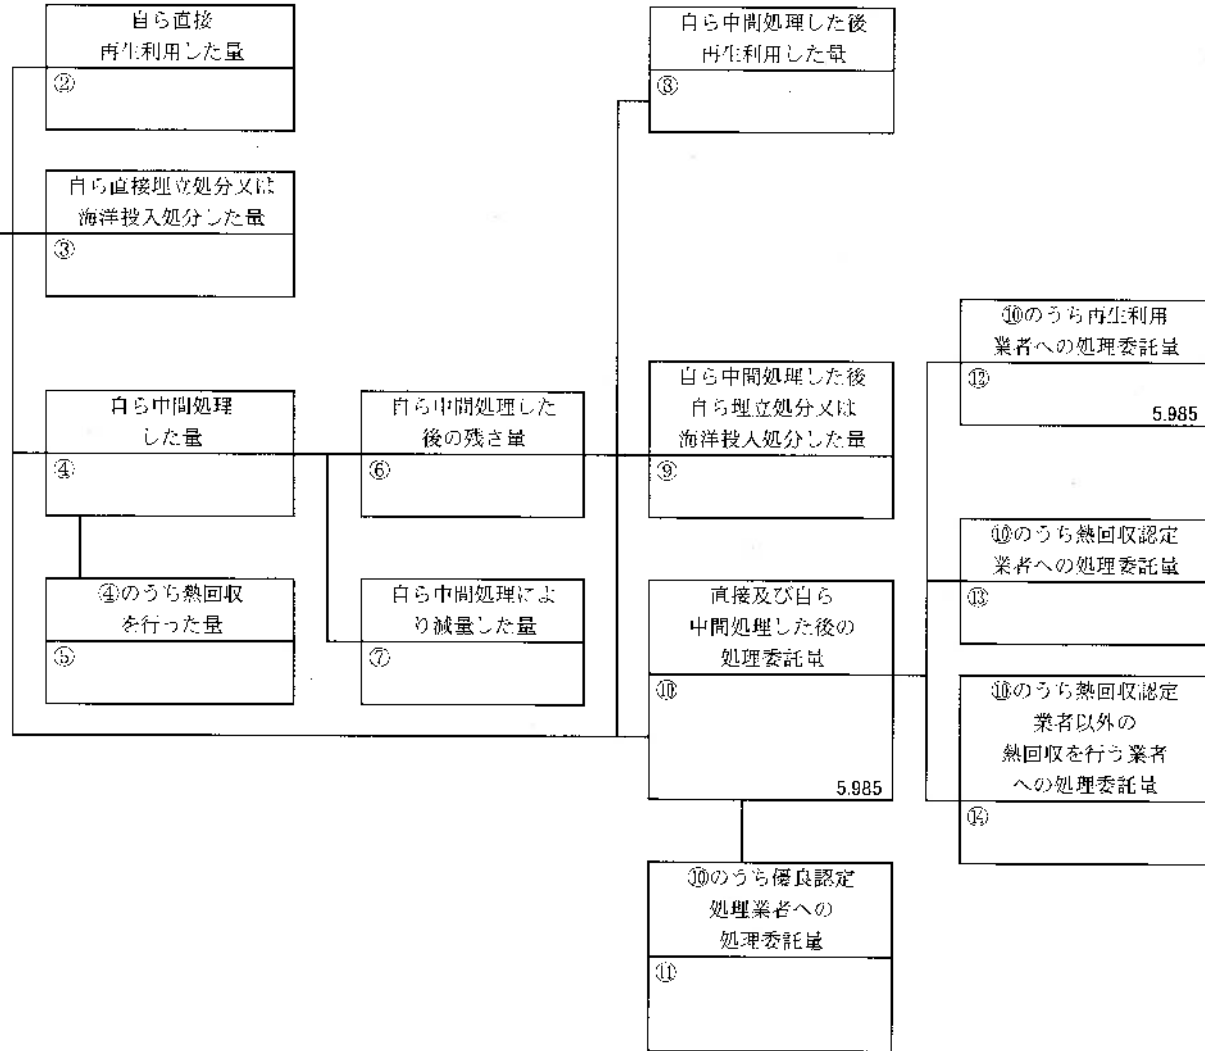 自ら直接
再生利用した量
②
自ら中間処理した後
再生利用した量
⑧
自ら直接埋立処分又は
海洋投入処分した量
③
⑩のうち再生利用
業者への処理委託量
⑫
5.985
自ら中間処理
した量
④
自ら中間処理した
後の残さ量
⑥
自ら中間処理した後
自ら埋立処分又は
海洋投入処分した量
⑨
⑩のうち熱回収認定
業者への処理委託量
⑬
④のうち熱回収
を行った量
⑤
自ら中間処理によ
り減量した量
⑦
直接及び自ら
中間処理した後の
処理委託量
⑩
5.985
⑩のうち熱回収認定
業者以外の
熱回収を行う業者
への処理委託量
⑭
⑩のうち優良認定
処理業者への
処理委託量
⑪